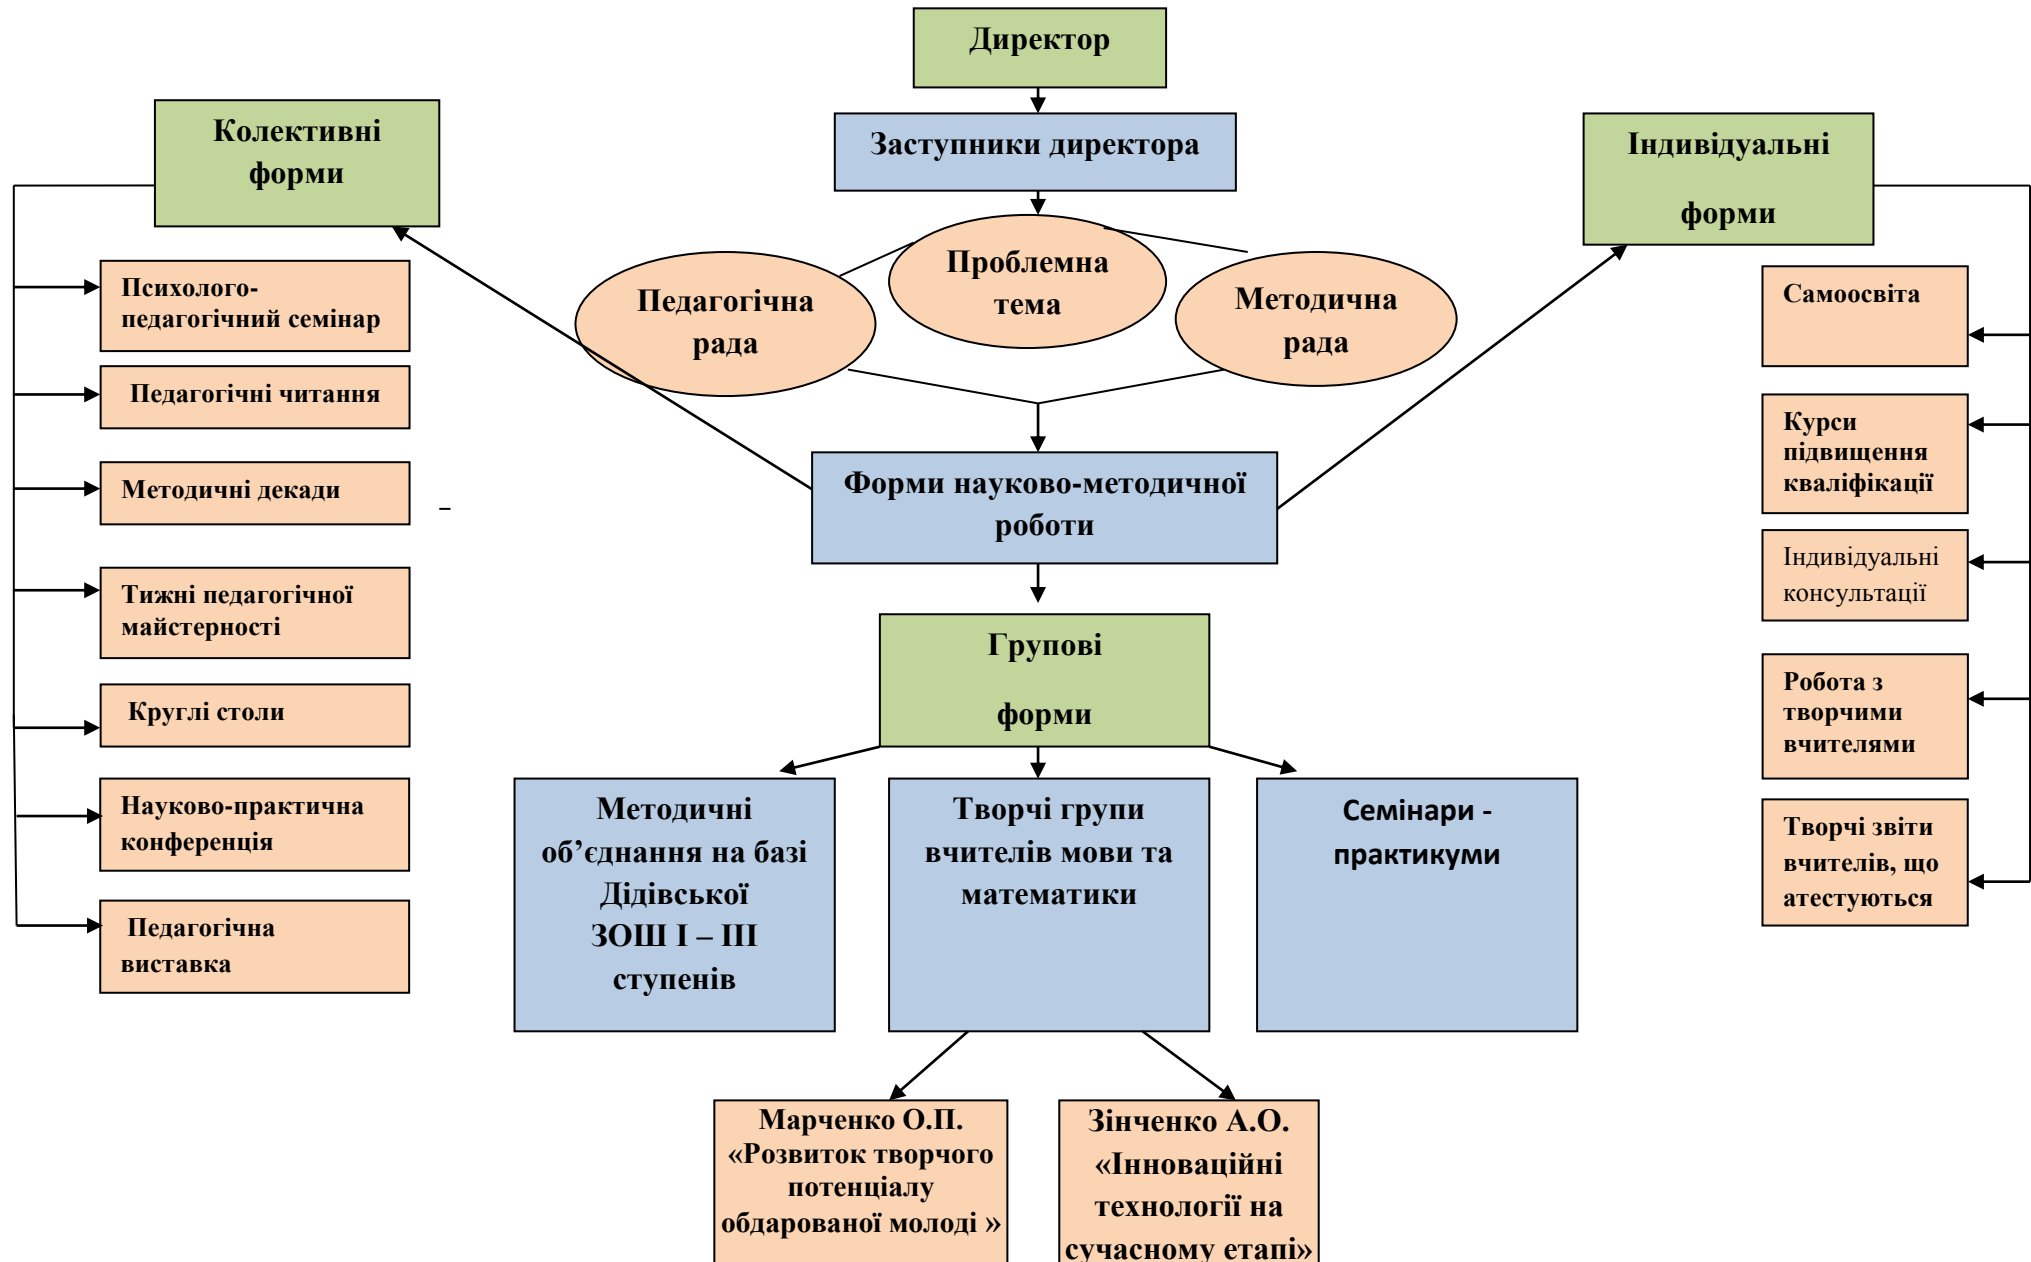 Директор
Заступники директора
Проблемна
тема
Педагогічна
рада
Методична
рада
Форми науково-методичної
роботи
Колективні
форми
Психолого-
педагогічний семінар
Педагогічні читання
Методичні декади
Тижні педагогічної
майстерності
Круглі столи
Науково-практична
конференція
Педагогічна
виставка
Індивідуальні
форми
Самоосвіта
Курси
підвищення
кваліфікації
Індивідуальні
консультації
Робота з
творчими
вчителями
Творчі звіти
вчителів, що
атестуються
Групові
форми
Методичні
об’єднання на базі
Дідівської
ЗОШ І – ІІІ
ступенів
Творчі групи
вчителів мови та
математики
Семінари -
практикуми
Марченко О.П.
«Розвиток творчого
потенціалу
обдарованої молоді »
Зінченко А.О.
«Інноваційні
технології на
сучасному етапі»